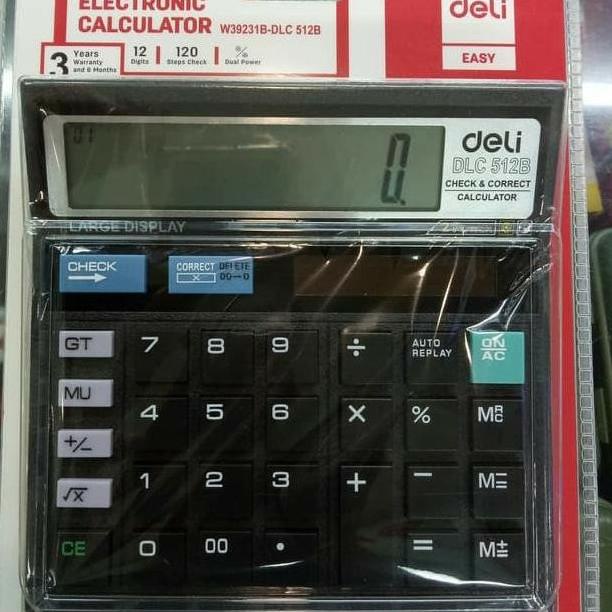 ELECTRONIC
CALCULATOR W39231B-DLC 512B
3 Years
Warranty
and 6 Months
12
Digits
120
Steps Check
%
Dual Power
deli
EASY
01
0.
deli
DLC 512B
CHECK & CORRECT
CALCULATOR
LARGE DISPLAY
CHECK →
CORRECT DELETE
X 00→0
GT 7 8 9 ÷ AUTO REPLAY ON AC
MU 4 5 6 × % MRC
+/− 1 2 3 + − M=
√x
CE 0 00 • = M±